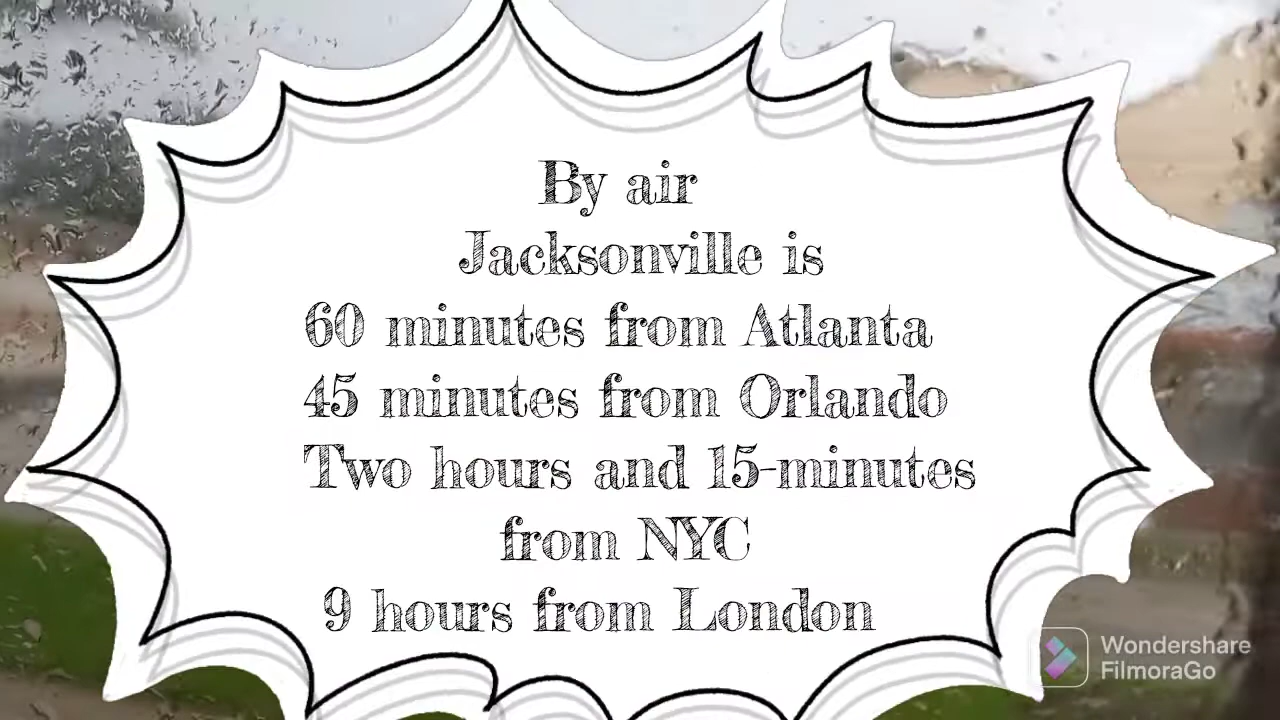 By air
Jacksonville is
60 minutes from Atlanta
45 minutes from Orlando
Two hours and 15-minutes
from NYC
9 hours from London
Wondershare
FilmoraGo